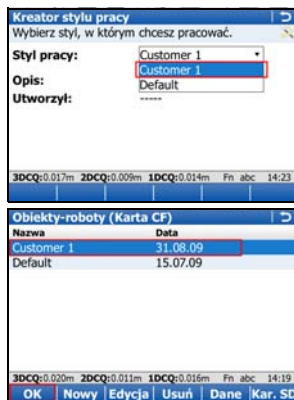 Kreator stylu pracy
Wybierz styl, w którym chcesz pracować.
Styl pracy: Customer 1
Customer 1
Default
Opis:
Utworzył: -----
3DCQ:0.017m 2DCQ:0.009m 1DCQ:0.014m Fn abc 14:23
Obiekty-roboty (Karta CF)
Nazwa Data
Customer 1 31.08.09
Default 15.07.09
3DCQ:0.020m 2DCQ:0.011m 1DCQ:0.016m Fn abc 14:19
OK Nowy Edycja Usuń Dane Kar. SD